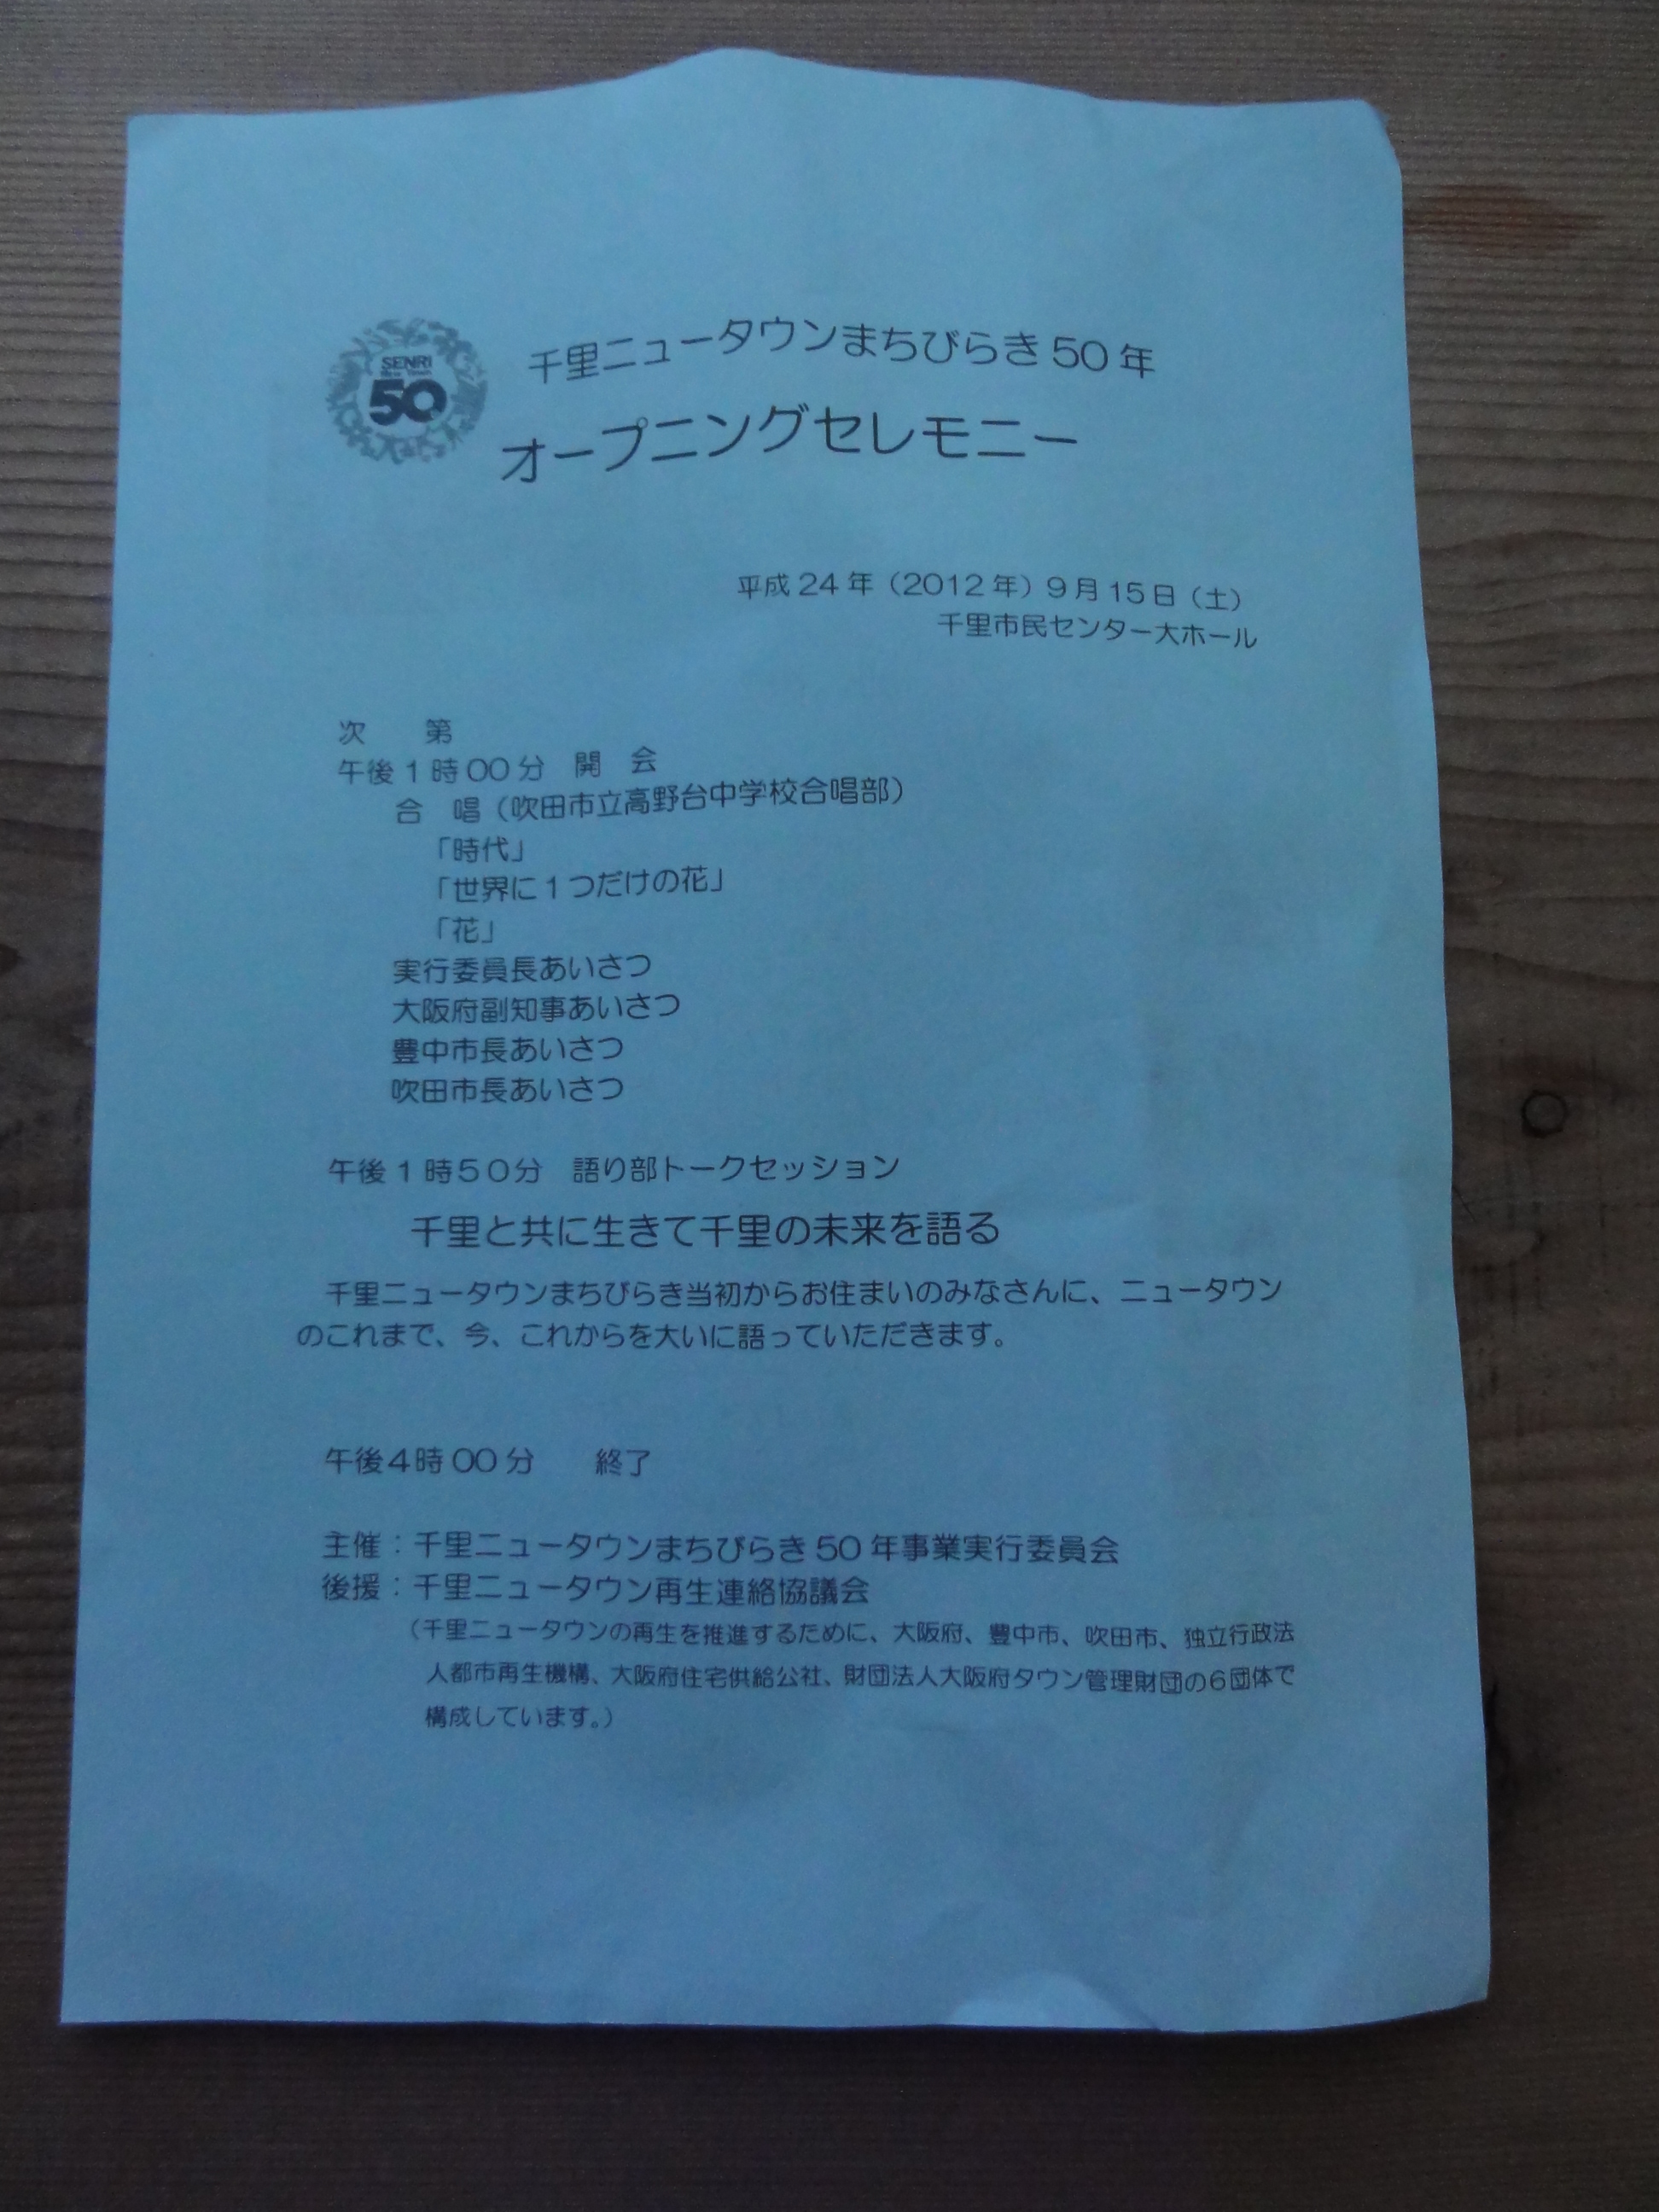 SENRI
New Town
50
千里ニュータウンまちびらき50年
オープニングセレモニー
平成24年（2012年）9月15日（土）
千里市民センター大ホール
次　第
午後1時00分　開　会
合　唱（吹田市立高野台中学校合唱部）
「時代」
「世界に1つだけの花」
「花」
実行委員長あいさつ
大阪府副知事あいさつ
豊中市長あいさつ
吹田市長あいさつ
午後1時50分　語り部トークセッション
千里と共に生きて千里の未来を語る
千里ニュータウンまちびらき当初からお住まいのみなさんに、ニュータウン
のこれまで、今、これからを大いに語っていただきます。
午後4時00分　終了
主催：千里ニュータウンまちびらき50年事業実行委員会
後援：千里ニュータウン再生連絡協議会
（千里ニュータウンの再生を推進するために、大阪府、豊中市、吹田市、独立行政法
人都市再生機構、大阪府住宅供給公社、財団法人大阪府タウン管理財団の6団体で
構成しています。）